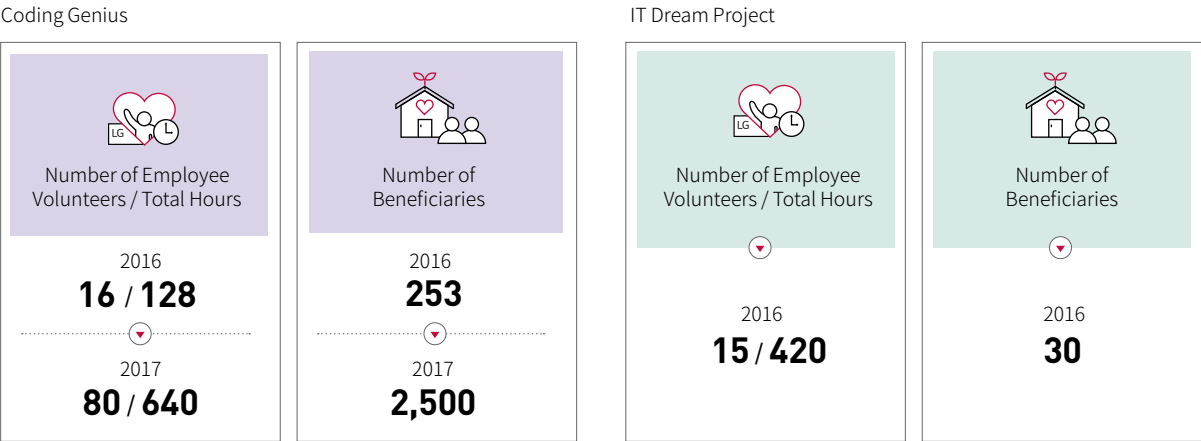 Coding Genius
LG
Number of Employee
Volunteers / Total Hours
2016
16 / 128
2017
80 / 640
Number of
Beneficiaries
2016
253
2017
2,500
IT Dream Project
LG
Number of Employee
Volunteers / Total Hours
2016
15 / 420
Number of
Beneficiaries
2016
30